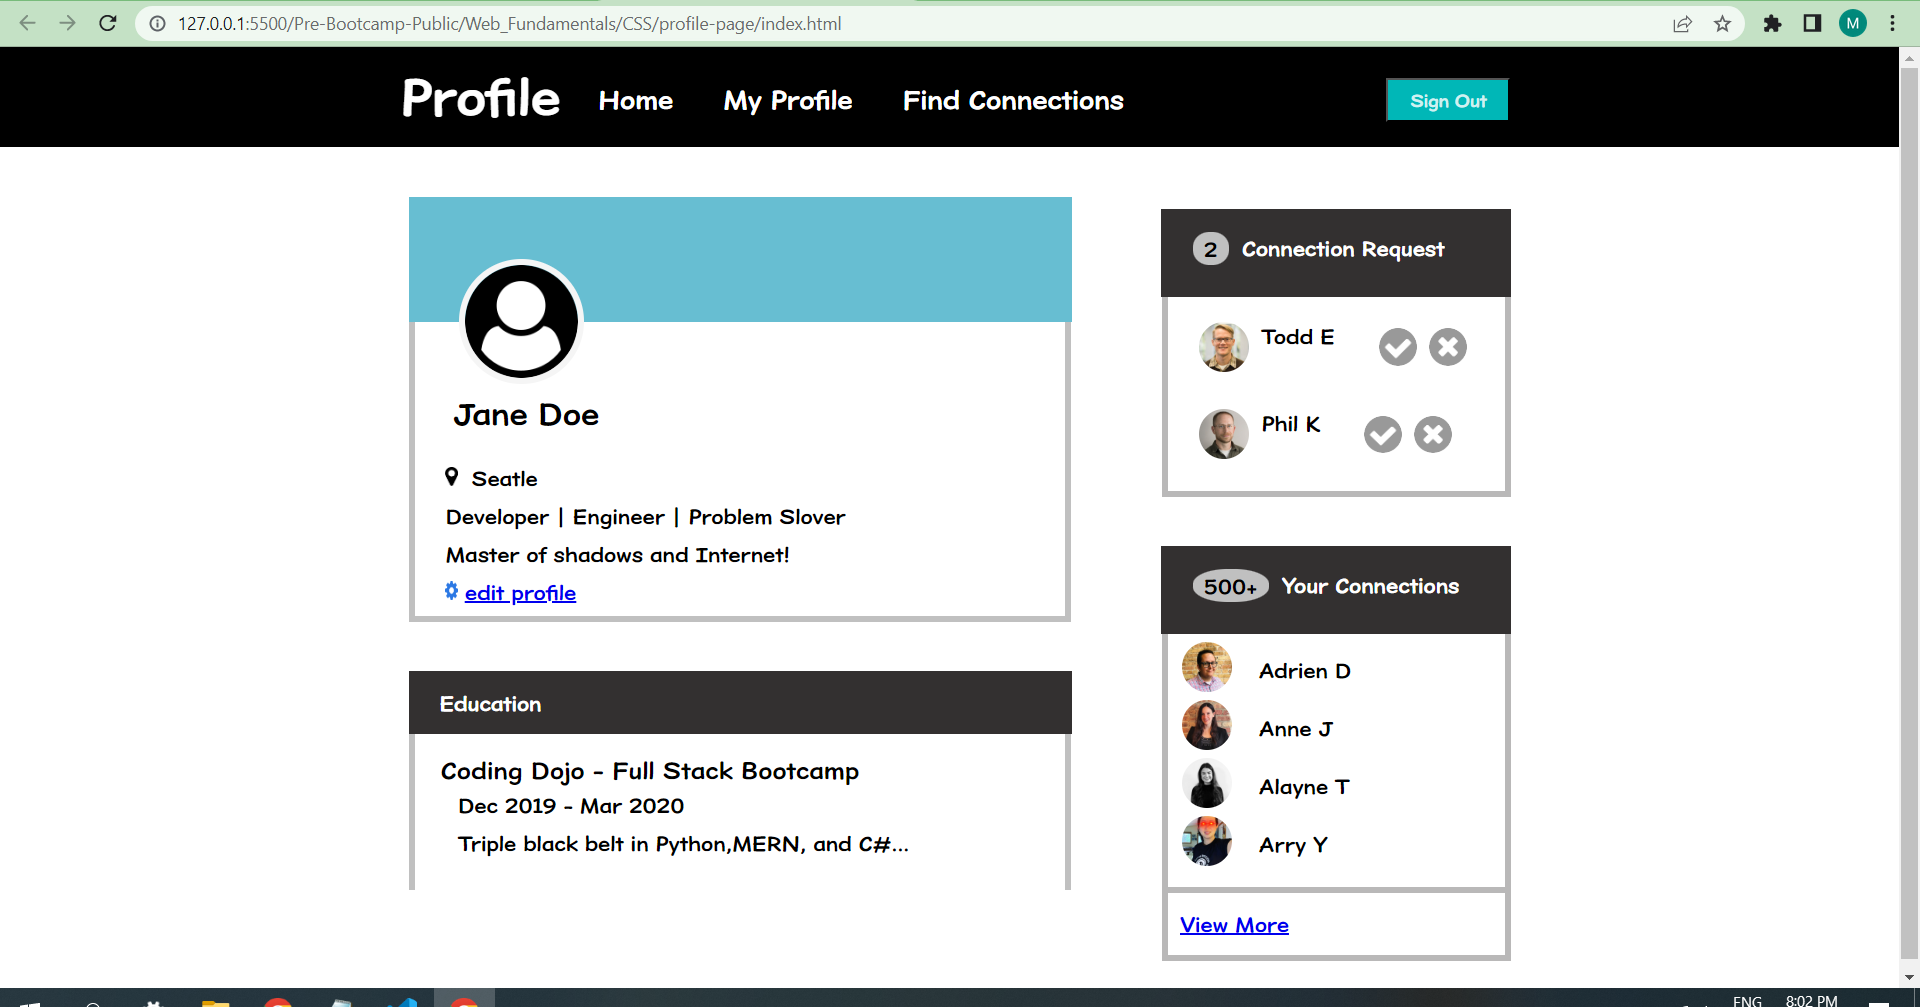 127.0.0.1:5500/Pre-Bootcamp-Public/Web_Fundamentals/CSS/profile-page/index.html
M
Profile Home My Profile Find Connections Sign Out
Jane Doe
Seatle
Developer | Engineer | Problem Slover
Master of shadows and Internet!
edit profile
Education
Coding Dojo - Full Stack Bootcamp
Dec 2019 - Mar 2020
Triple black belt in Python,MERN, and C#...
2 Connection Request
Todd E
Phil K
500+ Your Connections
Adrien D
Anne J
Alayne T
Arry Y
View More
ENG 8:02 PM